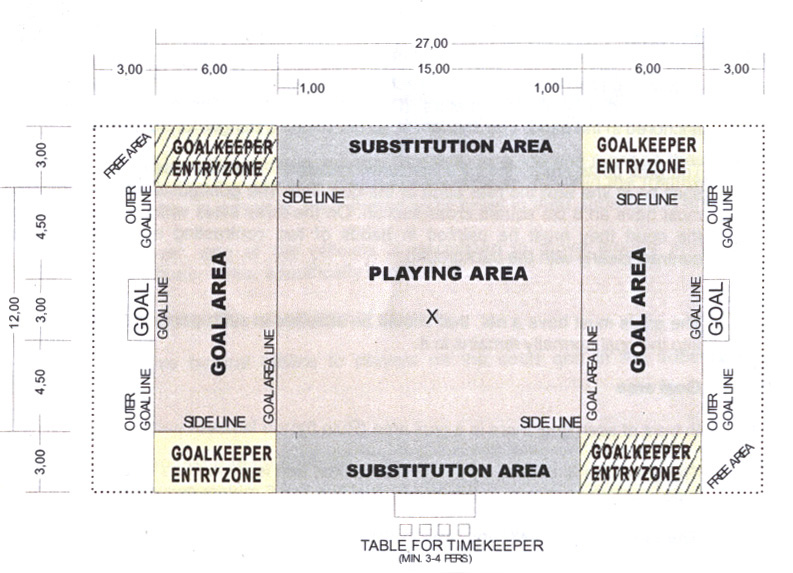 27,00
3,00
6,00
15,00
6,00
3,00
1,00
1,00
FREE AREA
GOALKEEPER
ENTRY ZONE
SUBSTITUTION AREA
GOALKEEPER
ENTRY ZONE
3,00
SIDE LINE
SIDE LINE
OUTER
GOAL LINE
OUTER
GOAL LINE
4,50
PLAYING AREA
X
GOAL
GOAL LINE
GOAL AREA
GOAL AREA
GOAL LINE
GOAL
12,00
3,00
GOAL AREA LINE
GOAL AREA LINE
4,50
OUTER
GOAL LINE
OUTER
GOAL LINE
SIDE LINE
SIDE LINE
3,00
GOALKEEPER
ENTRY ZONE
SUBSTITUTION AREA
GOALKEEPER
ENTRY ZONE
FREE AREA
TABLE FOR TIMEKEEPER
(MIN. 3-4 PERS)